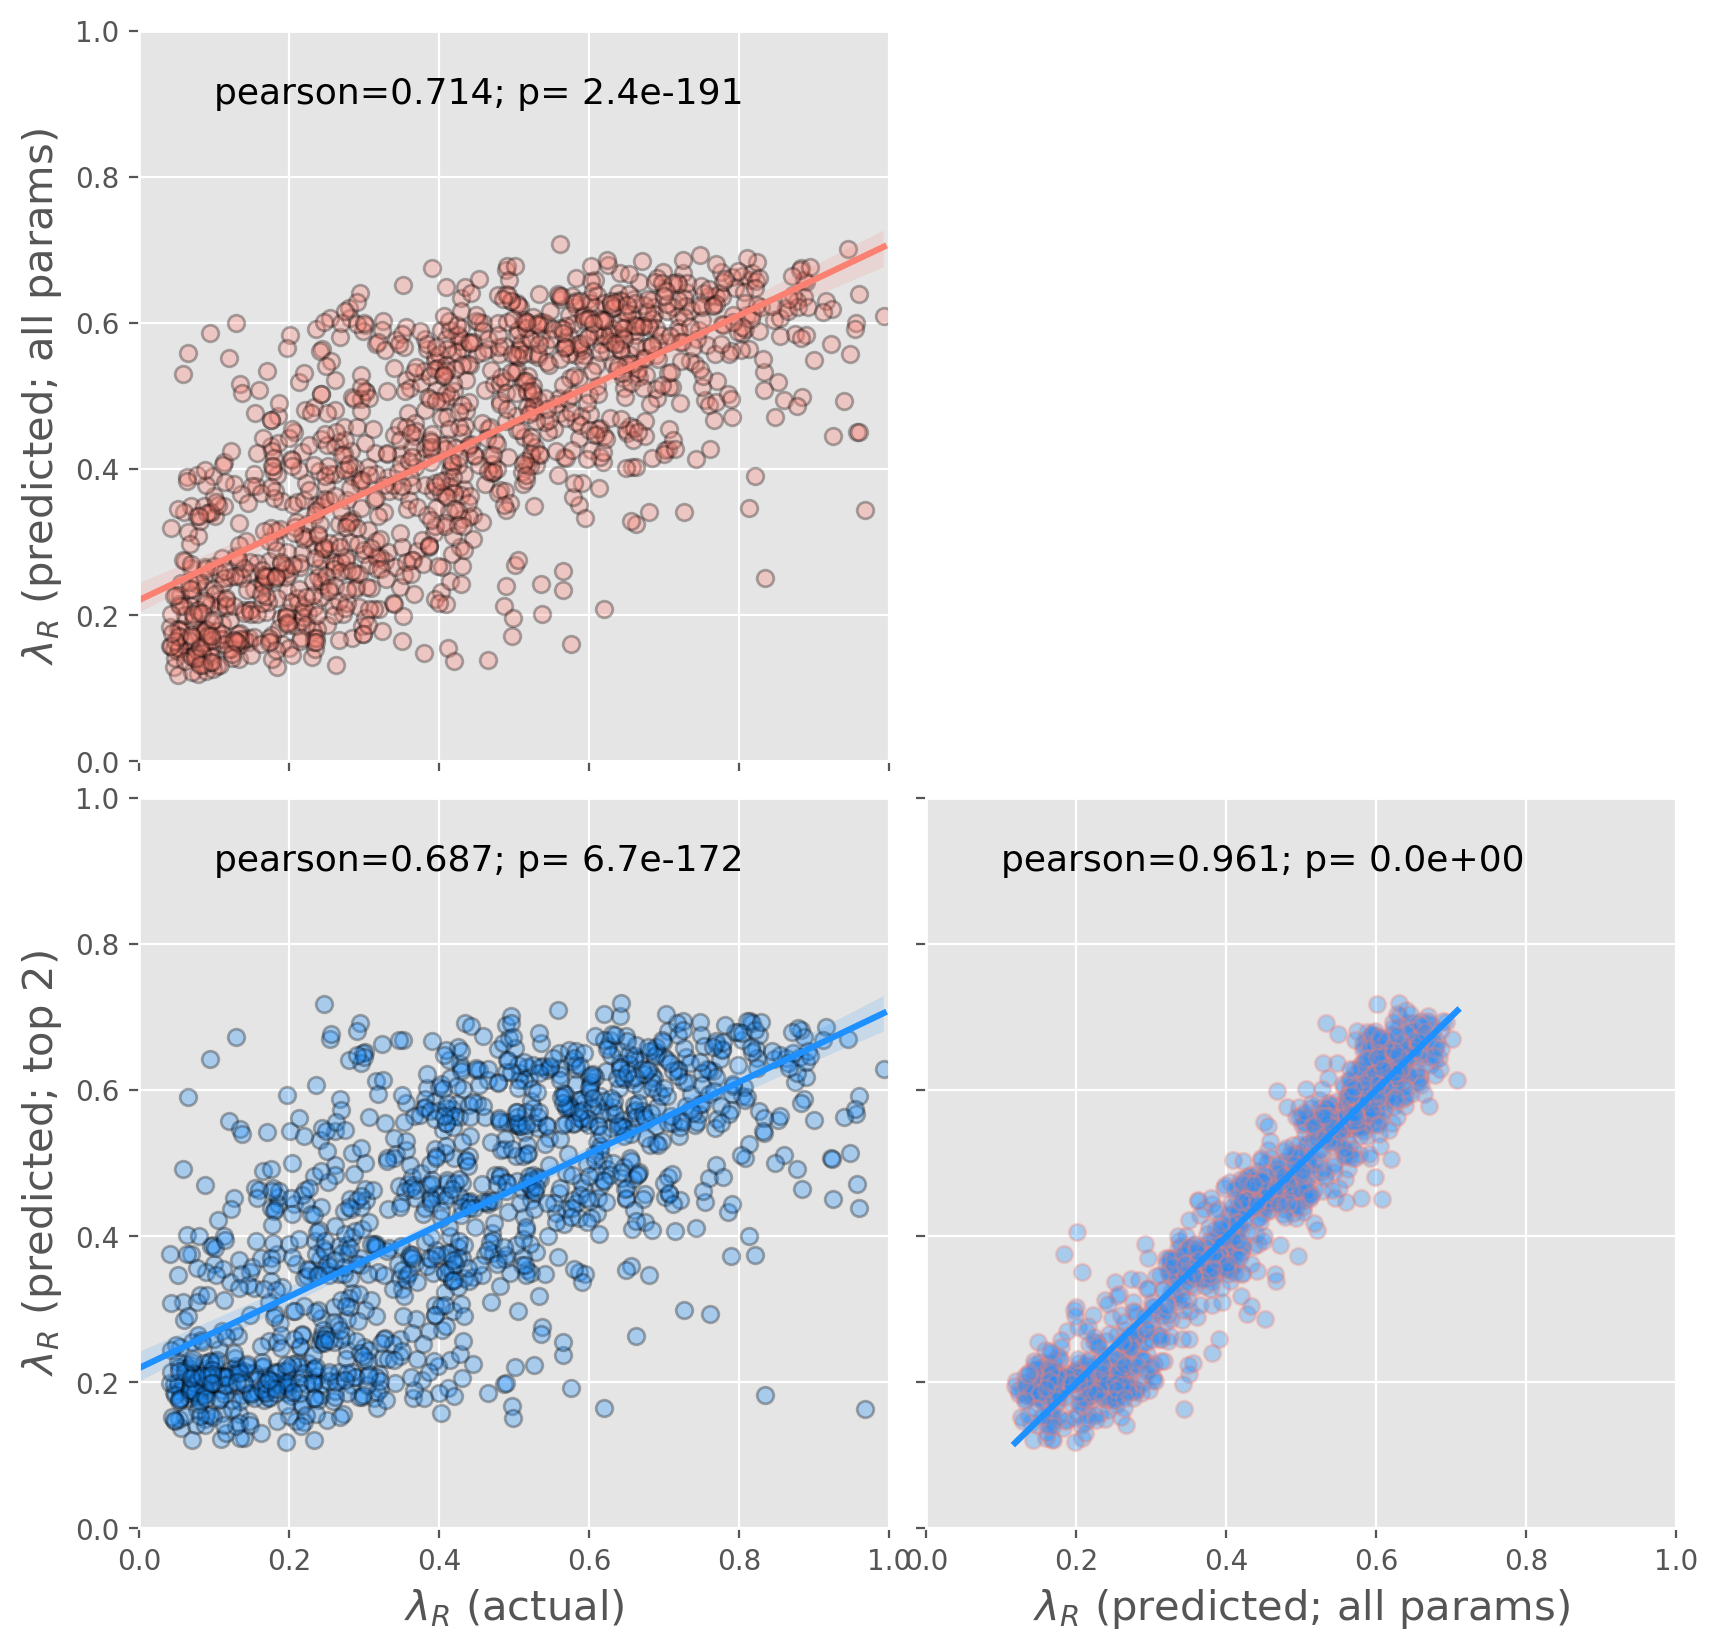 1.0
pearson=0.714; p= 2.4e-191
0.8
0.6
0.4
0.2
0.0
λR (predicted; all params)
1.0
pearson=0.687; p= 6.7e-172
0.8
0.6
0.4
0.2
0.0
λR (predicted; top 2)
0.0 0.2 0.4 0.6 0.8 1.0
λR (actual)
pearson=0.961; p= 0.0e+00
0.0 0.2 0.4 0.6 0.8 1.0
λR (predicted; all params)